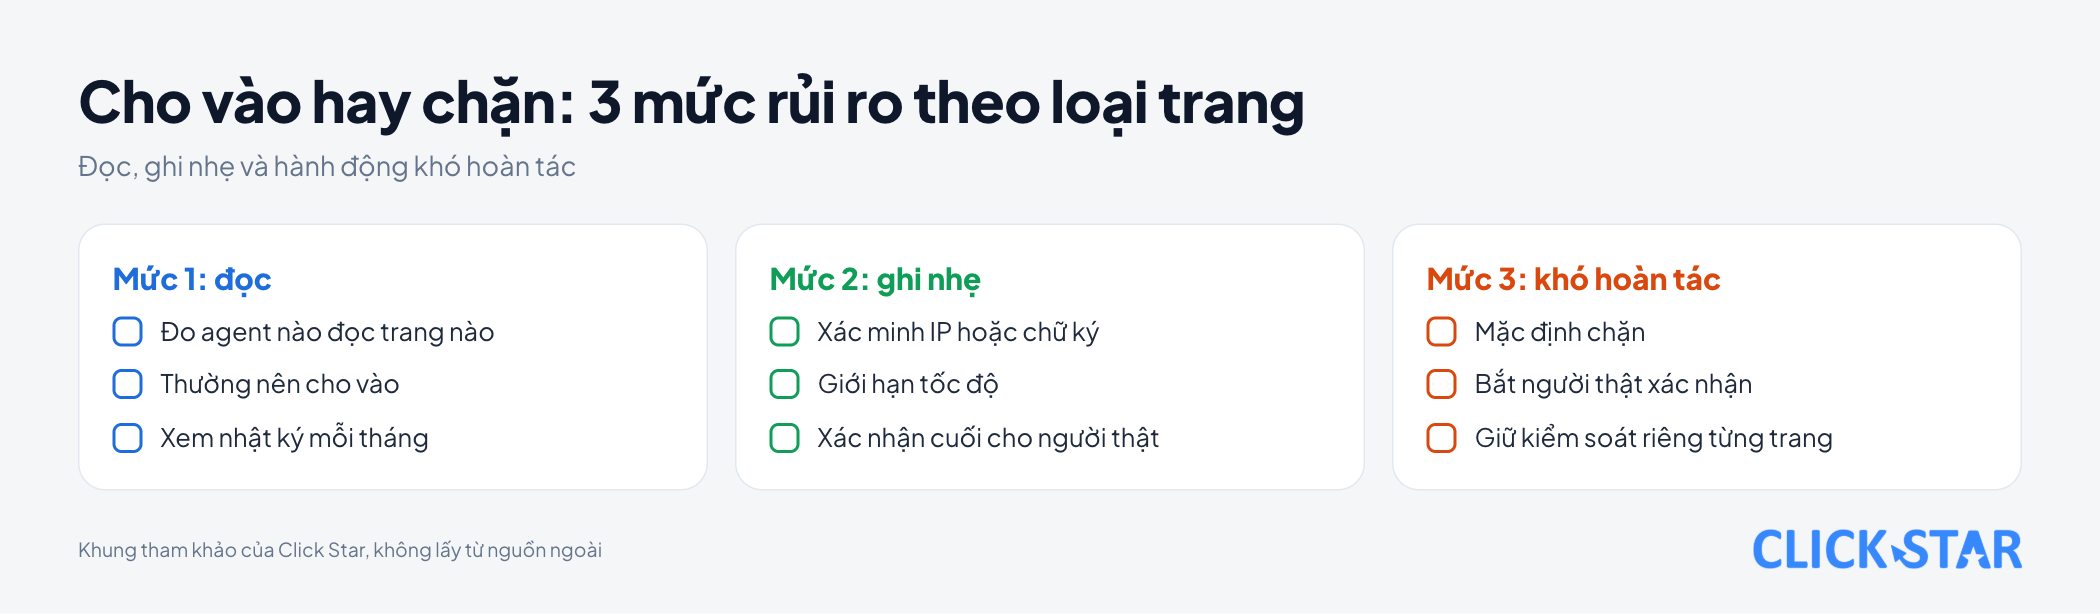 Cho vào hay chặn: 3 mức rủi ro theo loại trang
Đọc, ghi nhẹ và hành động khó hoàn tác
Mức 1: đọc
Đo agent nào đọc trang nào
Thường nên cho vào
Xem nhật ký mỗi tháng
Mức 2: ghi nhẹ
Xác minh IP hoặc chữ ký
Giới hạn tốc độ
Xác nhận cuối cho người thật
Mức 3: khó hoàn tác
Mặc định chặn
Bắt người thật xác nhận
Giữ kiểm soát riêng từng trang
Khung tham khảo của Click Star, không lấy từ nguồn ngoài
CLICK STAR